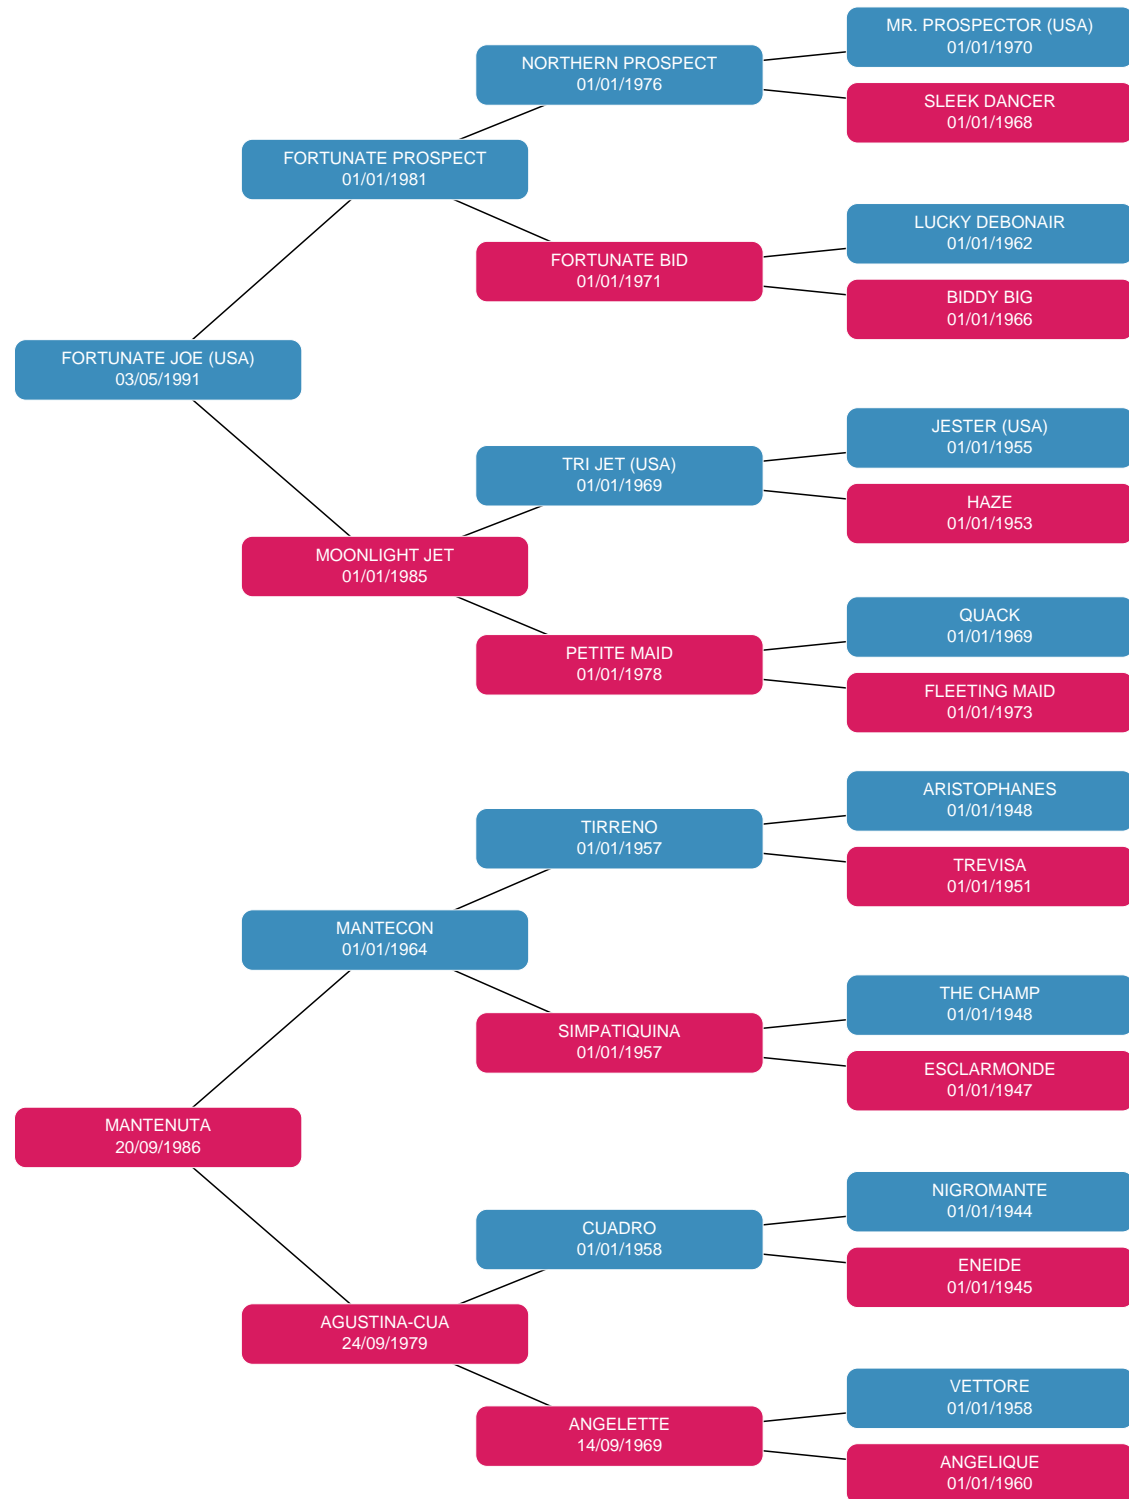 MR. PROSPECTOR (USA)
01/01/1970
NORTHERN PROSPECT
01/01/1976
SLEEK DANCER
01/01/1968
FORTUNATE PROSPECT
01/01/1981
LUCKY DEBONAIR
01/01/1962
FORTUNATE BID
01/01/1971
BIDDY BIG
01/01/1966
FORTUNATE JOE (USA)
03/05/1991
JESTER (USA)
01/01/1955
TRI JET (USA)
01/01/1969
HAZE
01/01/1953
MOONLIGHT JET
01/01/1985
QUACK
01/01/1969
PETITE MAID
01/01/1978
FLEETING MAID
01/01/1973
ARISTOPHANES
01/01/1948
TIRRENO
01/01/1957
TREVISA
01/01/1951
MANTECON
01/01/1964
THE CHAMP
01/01/1948
SIMPATIQUINA
01/01/1957
ESCLARMONDE
01/01/1947
MANTENUTA
20/09/1986
NIGROMANTE
01/01/1944
CUADRO
01/01/1958
ENEIDE
01/01/1945
AGUSTINA-CUA
24/09/1979
VETTORE
01/01/1958
ANGELETTE
14/09/1969
ANGELIQUE
01/01/1960